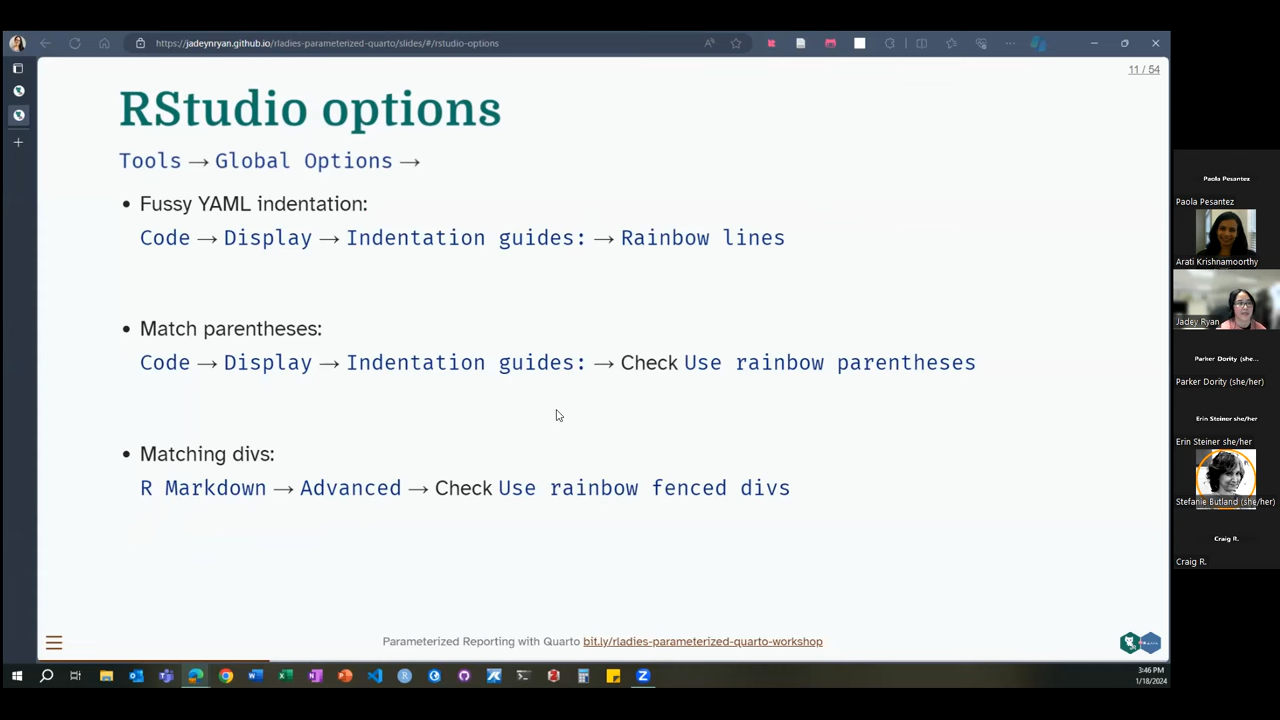 https://jadeynryan.github.io/rladies-parameterized-quarto/slides/#/rstudio-options
11 / 54
RStudio options
Tools → Global Options →
• Fussy YAML indentation:
Code → Display → Indentation guides: → Rainbow lines
• Match parentheses:
Code → Display → Indentation guides: → Check Use rainbow parentheses
• Matching divs:
R Markdown → Advanced → Check Use rainbow fenced divs
Parameterized Reporting with Quarto bit.ly/rladies-parameterized-quarto-workshop
3:46 PM
1/18/2024
Paola Pesantez
Paola Pesantez
Arati Krishnamoorthy
Jadey Ryan
Parker Dority (she...
Parker Dority (she/her)
Erin Steiner she/her
Erin Steiner she/her
Stefanie Butland (she/her)
Craig R.
Craig R.